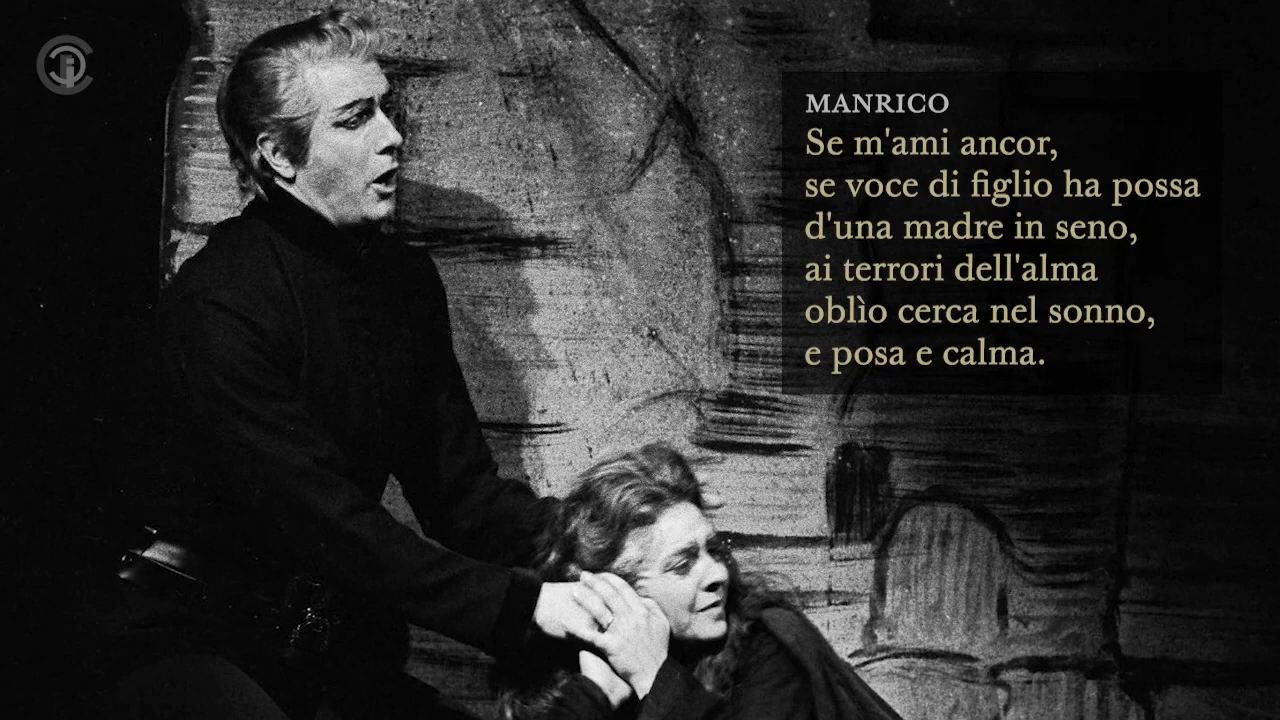 MANRICO
Se m'ami ancor,
se voce di figlio ha possa
d'una madre in seno,
ai terrori dell'alma
oblìo cerca nel sonno,
e posa e calma.